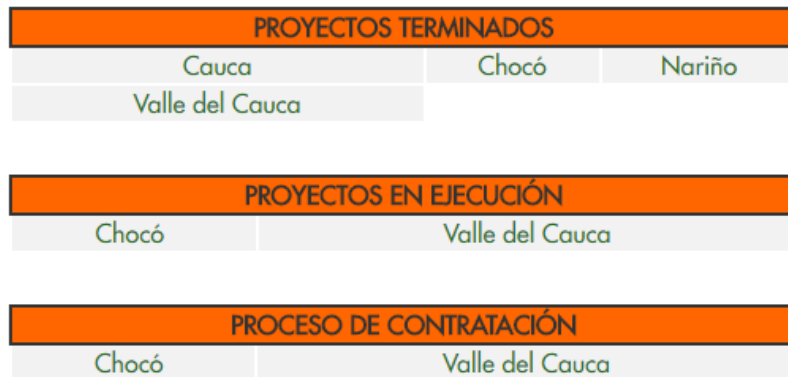 PROYECTOS TERMINADOS
Cauca Chocó Nariño
Valle del Cauca
PROYECTOS EN EJECUCIÓN
Chocó Valle del Cauca
PROCESO DE CONTRATACIÓN
Chocó Valle del Cauca